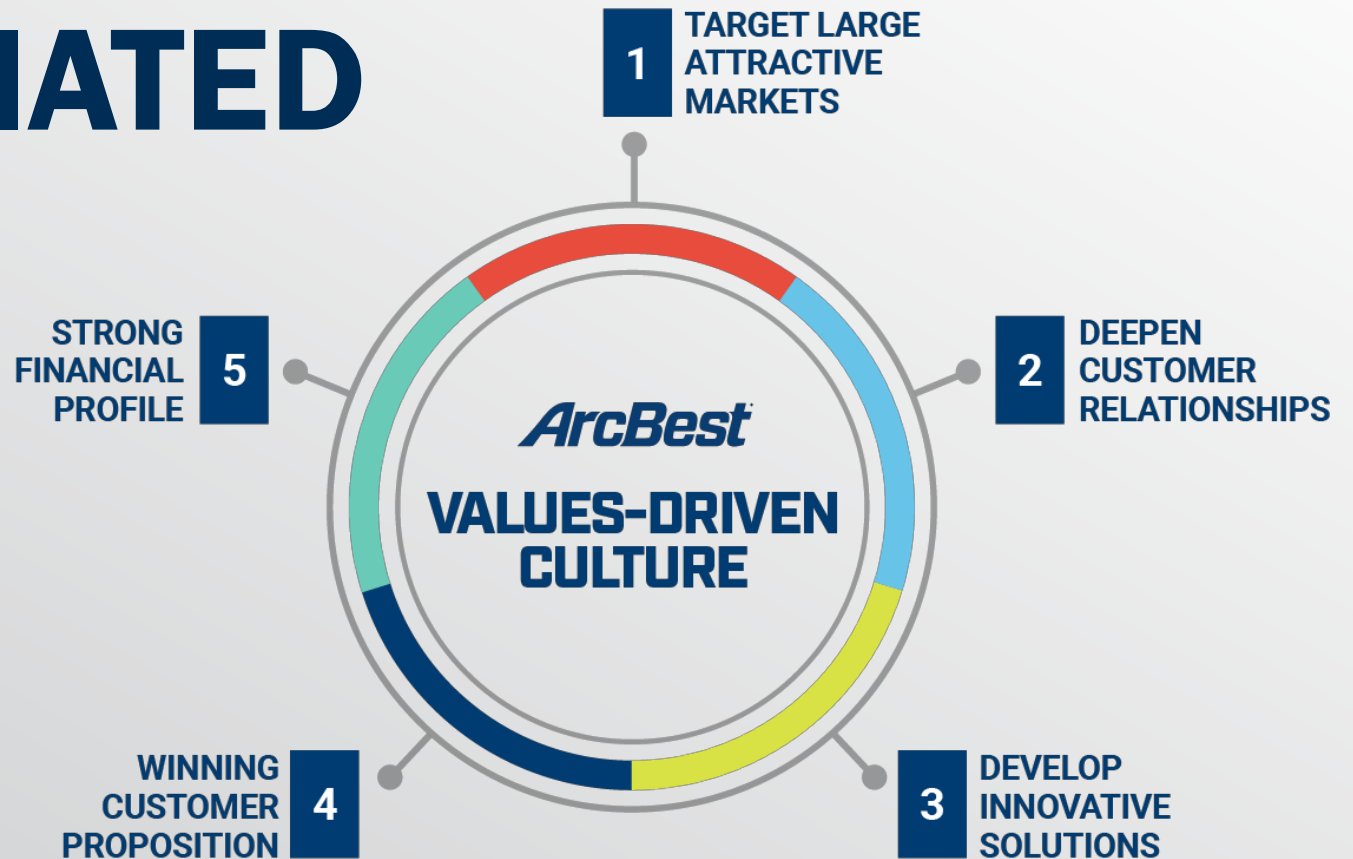 1
TARGET LARGE
ATTRACTIVE
MARKETS
2
DEEPEN
CUSTOMER
RELATIONSHIPS
3
DEVELOP
INNOVATIVE
SOLUTIONS
4
WINNING
CUSTOMER
PROPOSITION
5
STRONG
FINANCIAL
PROFILE
ArcBest
VALUES-DRIVEN
CULTURE